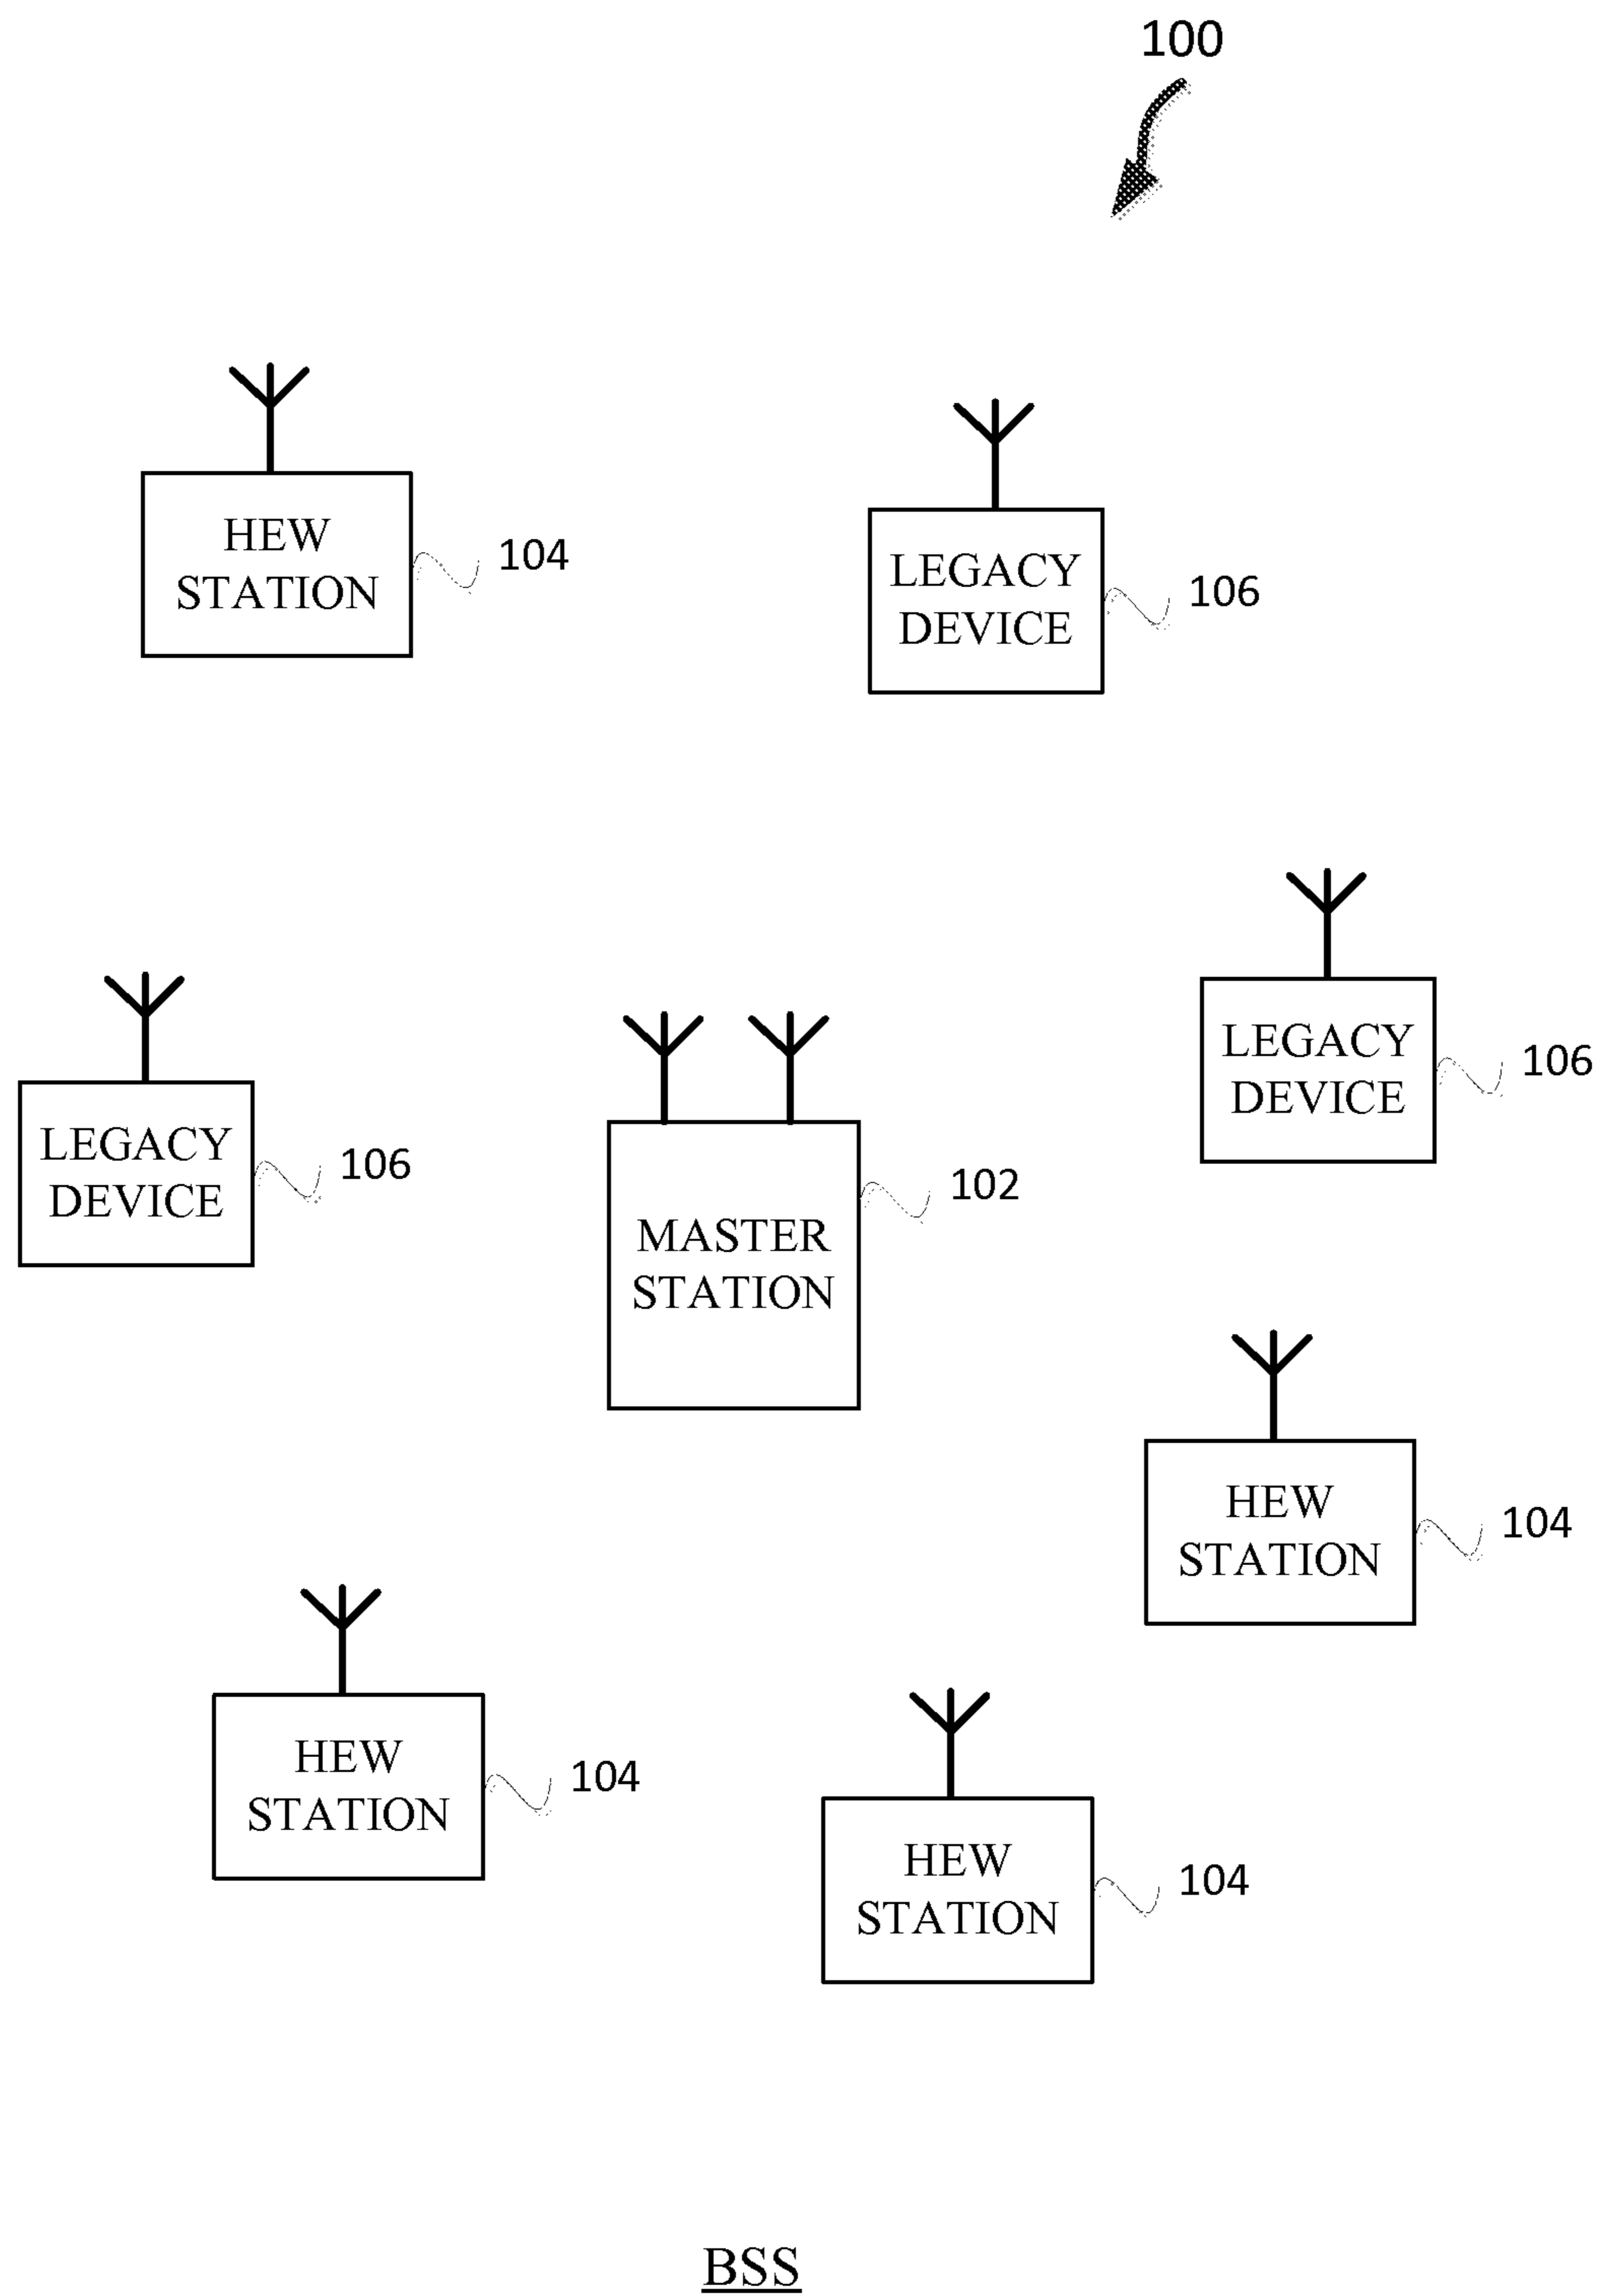 100
HEW
STATION
104
LEGACY
DEVICE
106
LEGACY
DEVICE
106
LEGACY
DEVICE
106
MASTER
STATION
102
HEW
STATION
104
HEW
STATION
104
HEW
STATION
104
BSS